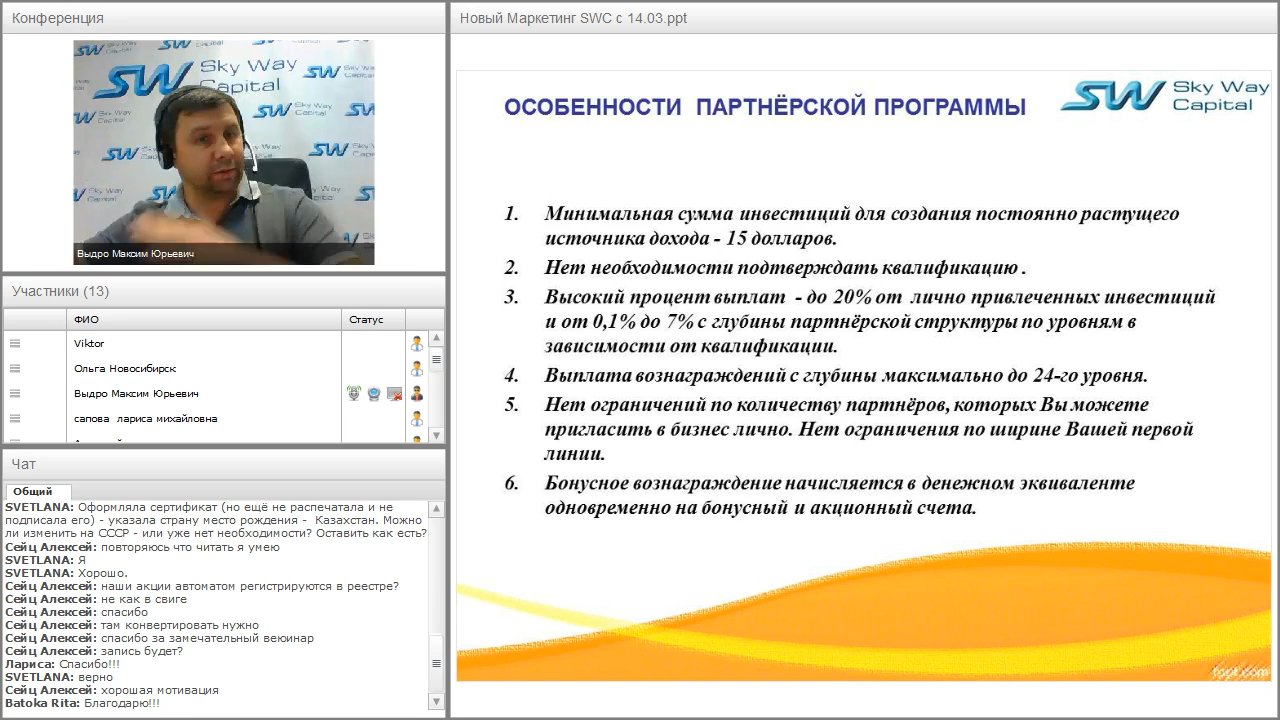 Конференция
SW
Sky Way
Capital
Выдро Максим Юрьевич
Участники (13)
ФИО
Статус
Viktor
Ольга Новосибирск
Выдро Максим Юрьевич
сапова лариса михайловна
Чат
Общий
SVETLANA: Оформляла сертификат (но ещё не распечатала и не
подписала его) - указала страну место рождения - Казахстан. Можно
ли изменить на СССР - или уже нет необходимости? Оставить как есть?
Сейц Алексей: повторяюсь что читать я умею
SVETLANA: Я
SVETLANA: Хорошо.
Сейц Алексей: наши акции автоматом регистрируются в реестре?
Сейц Алексей: не как в свиге
Сейц Алексей: спасибо
Сейц Алексей: там конвертировать нужно
Сейц Алексей: спасибо за замечательный векинар
Сейц Алексей: запись будет?
Лариса: Спасибо!!!
SVETLANA: верно
Сейц Алексей: хорошая мотивация
Batoka Rita: Благодарю!!!
Новый Маркетинг SWC с 14.03.ppt
ОСОБЕННОСТИ ПАРТНЁРСКОЙ ПРОГРАММЫ
SW Sky Way
Capital
1. Минимальная сумма инвестиций для создания постоянно растущего
источника дохода - 15 долларов.
2. Нет необходимости подтверждать квалификацию .
3. Высокий процент выплат - до 20% от лично привлеченных инвестиций
и от 0,1% до 7% с глубины партнёрской структуры по уровням в
зависимости от квалификации.
4. Выплата вознаграждений с глубины максимально до 24-го уровня.
5. Нет ограничений по количеству партнёров, которых Вы можете
пригласить в бизнес лично. Нет ограничения по ширине Вашей первой
линии.
6. Бонусное вознаграждение начисляется в денежном эквиваленте
одновременно на бонусный и акционный счета.
fppt.com